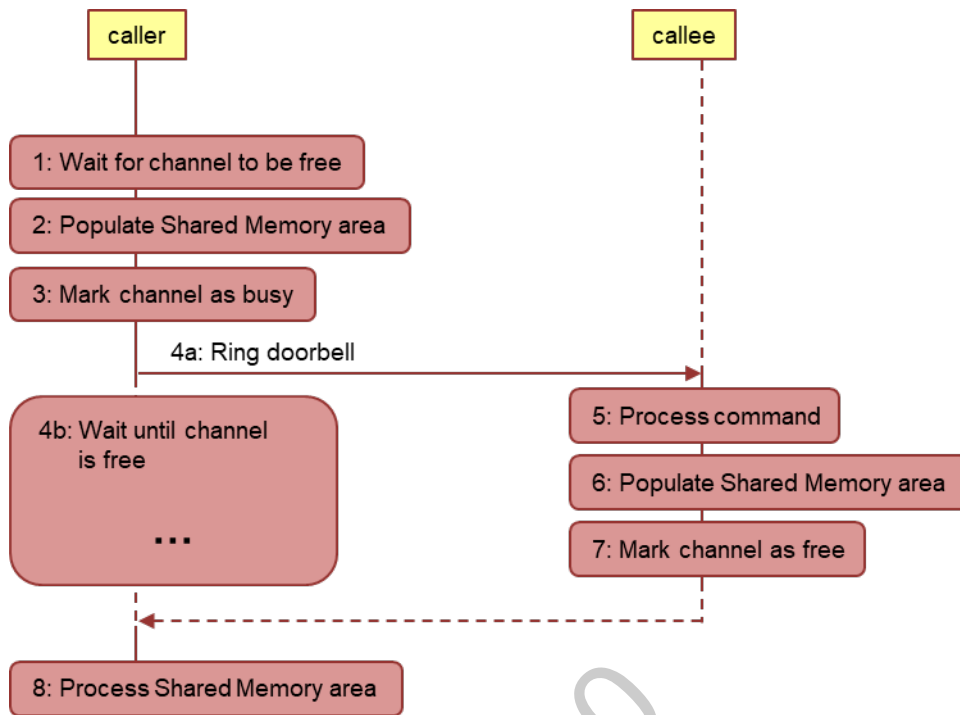 caller
callee
1: Wait for channel to be free
2: Populate Shared Memory area
3: Mark channel as busy
4a: Ring doorbell
4b: Wait until channel
is free
...
5: Process command
6: Populate Shared Memory area
7: Mark channel as free
8: Process Shared Memory area